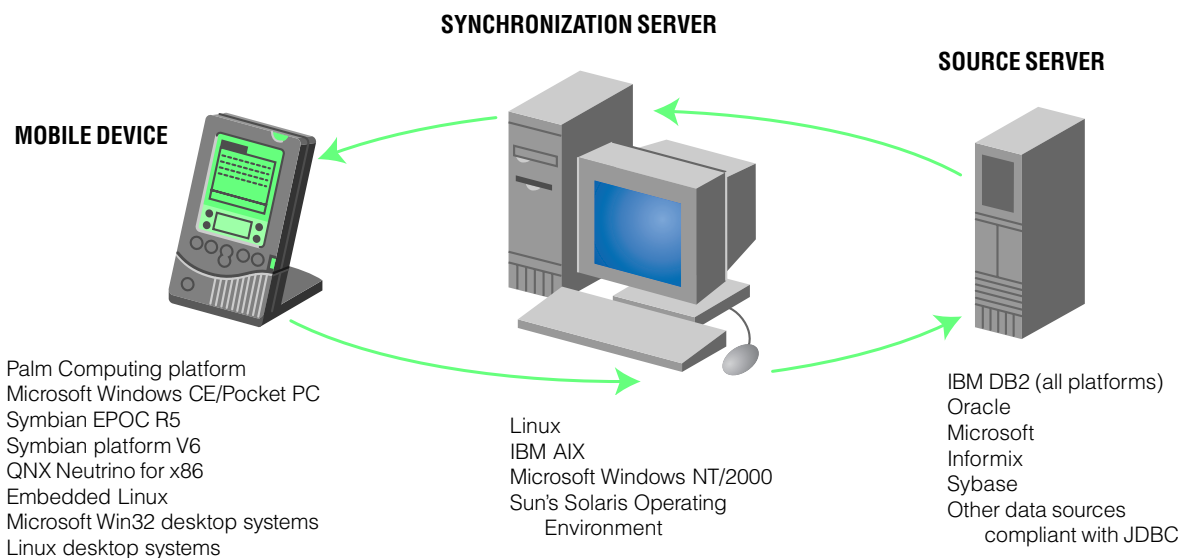 SYNCHRONIZATION SERVER
SOURCE SERVER
MOBILE DEVICE
Palm Computing platform
Microsoft Windows CE/Pocket PC
Symbian EPOC R5
Symbian platform V6
QNX Neutrino for x86
Embedded Linux
Microsoft Win32 desktop systems
Linux desktop systems
Linux
IBM AIX
Microsoft Windows NT/2000
Sun's Solaris Operating
Environment
IBM DB2 (all platforms)
Oracle
Microsoft
Informix
Sybase
Other data sources
compliant with JDBC